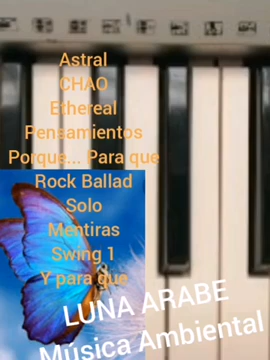 Astral
CHAO
Ethereal
Pensamientos
Porque... Para que
Rock Ballad
Solo
Mentiras
Swing 1
Y para que
LUNA ARABE
Música Ambiental